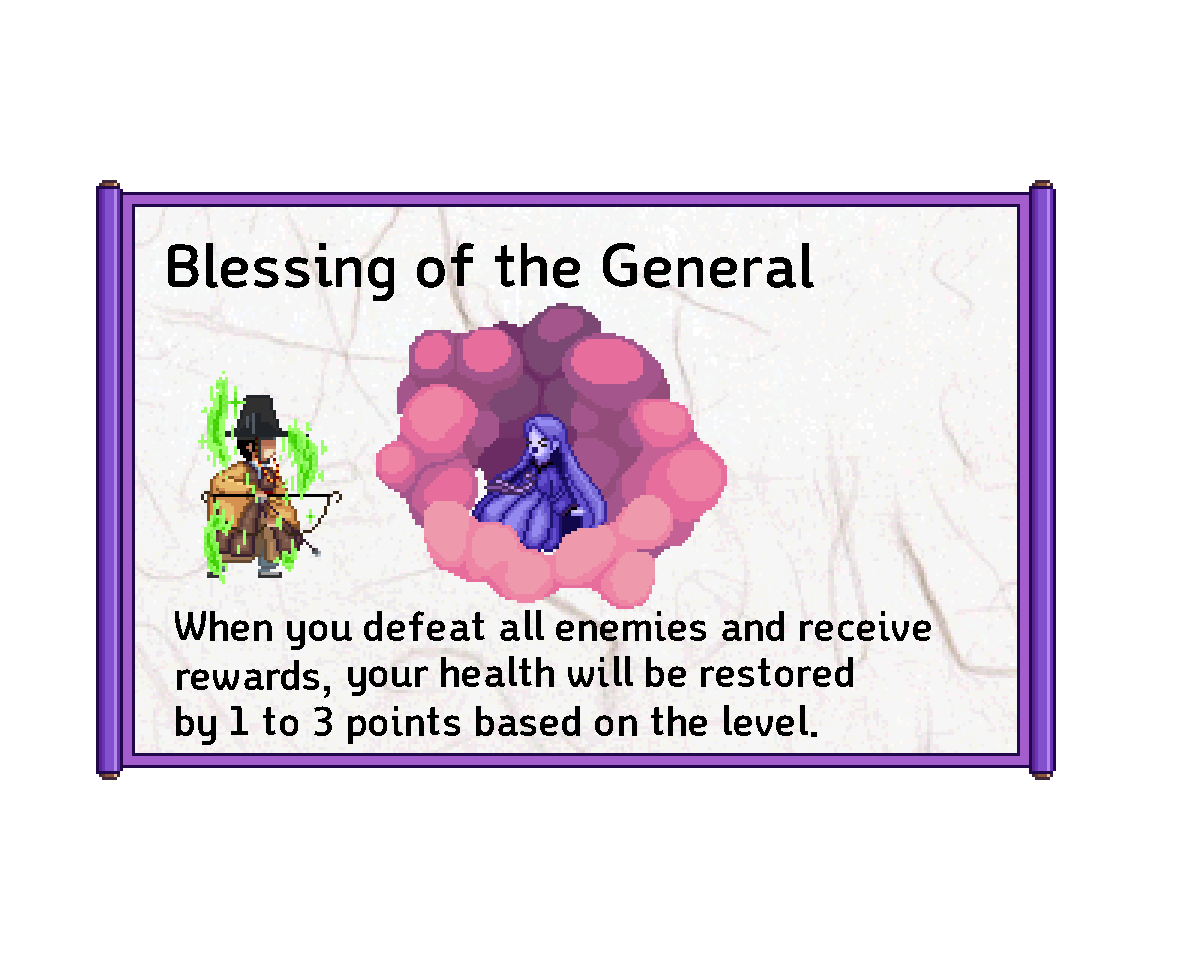 Blessing of the General
When you defeat all enemies and receive
rewards, your health will be restored
by 1 to 3 points based on the level.